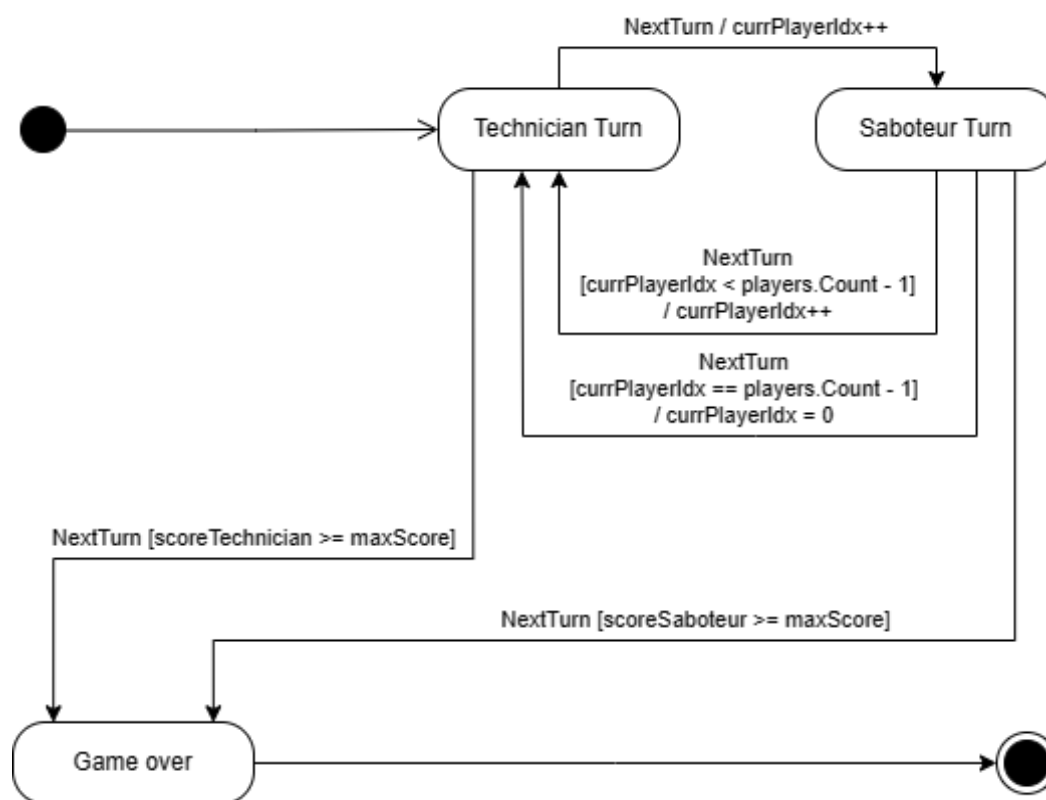 NextTurn / currPlayerIdx++
Technician Turn
Saboteur Turn
NextTurn
[currPlayerIdx < players.Count - 1]
/ currPlayerIdx++
NextTurn
[currPlayerIdx == players.Count - 1]
/ currPlayerIdx = 0
NextTurn [scoreTechnician >= maxScore]
NextTurn [scoreSaboteur >= maxScore]
Game over